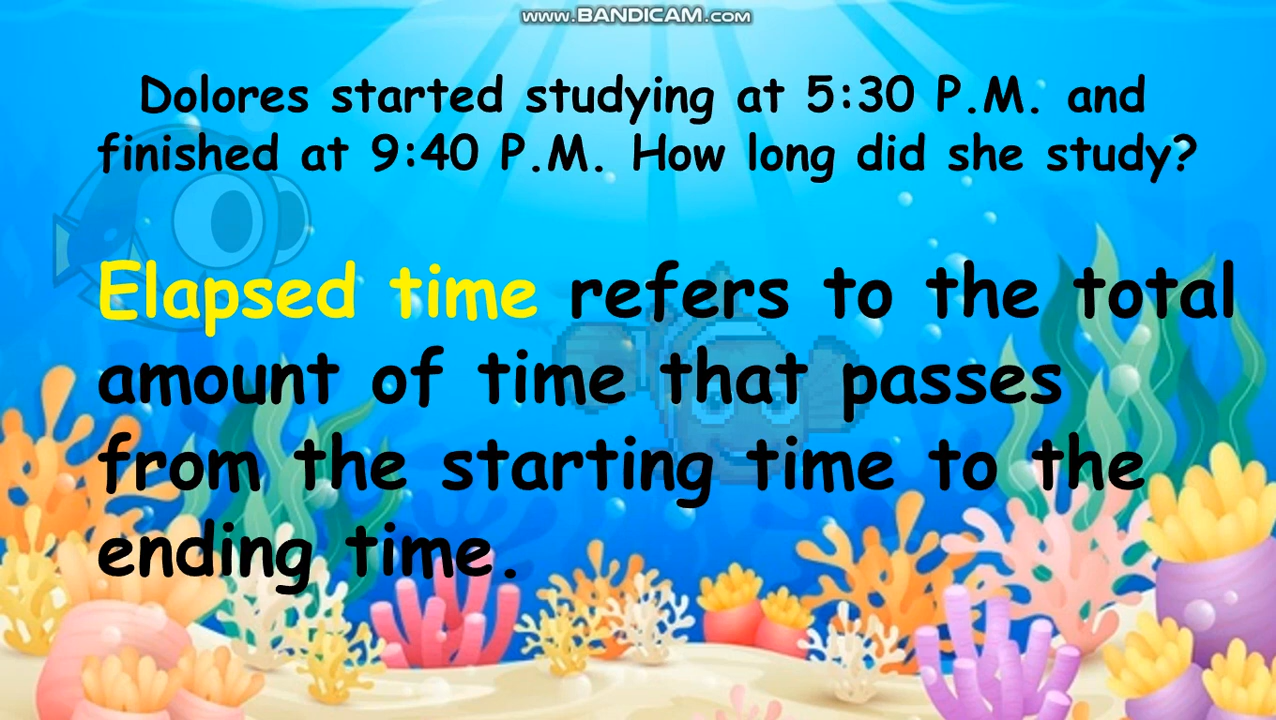 www.BANDICAM.com
Dolores started studying at 5:30 P.M. and
finished at 9:40 P.M. How long did she study?
Elapsed time refers to the total
amount of time that passes
from the starting time to the
ending time.